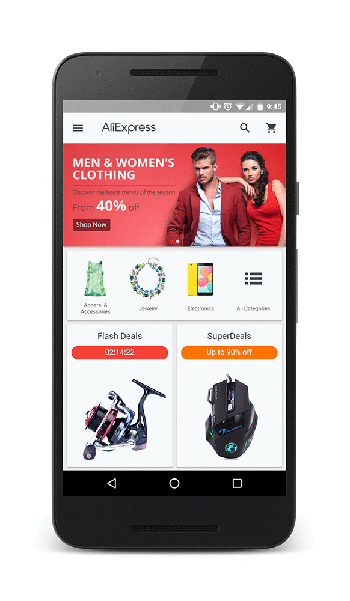 9:45
AliExpress
MEN & WOMEN'S
CLOTHING
Discover the latest trends of the season
From 40% off
Shop Now
Apparel &
Accessories
Jewelry
Electronics
All Categories
Flash Deals
SuperDeals
02:14:22
Up to 90% off